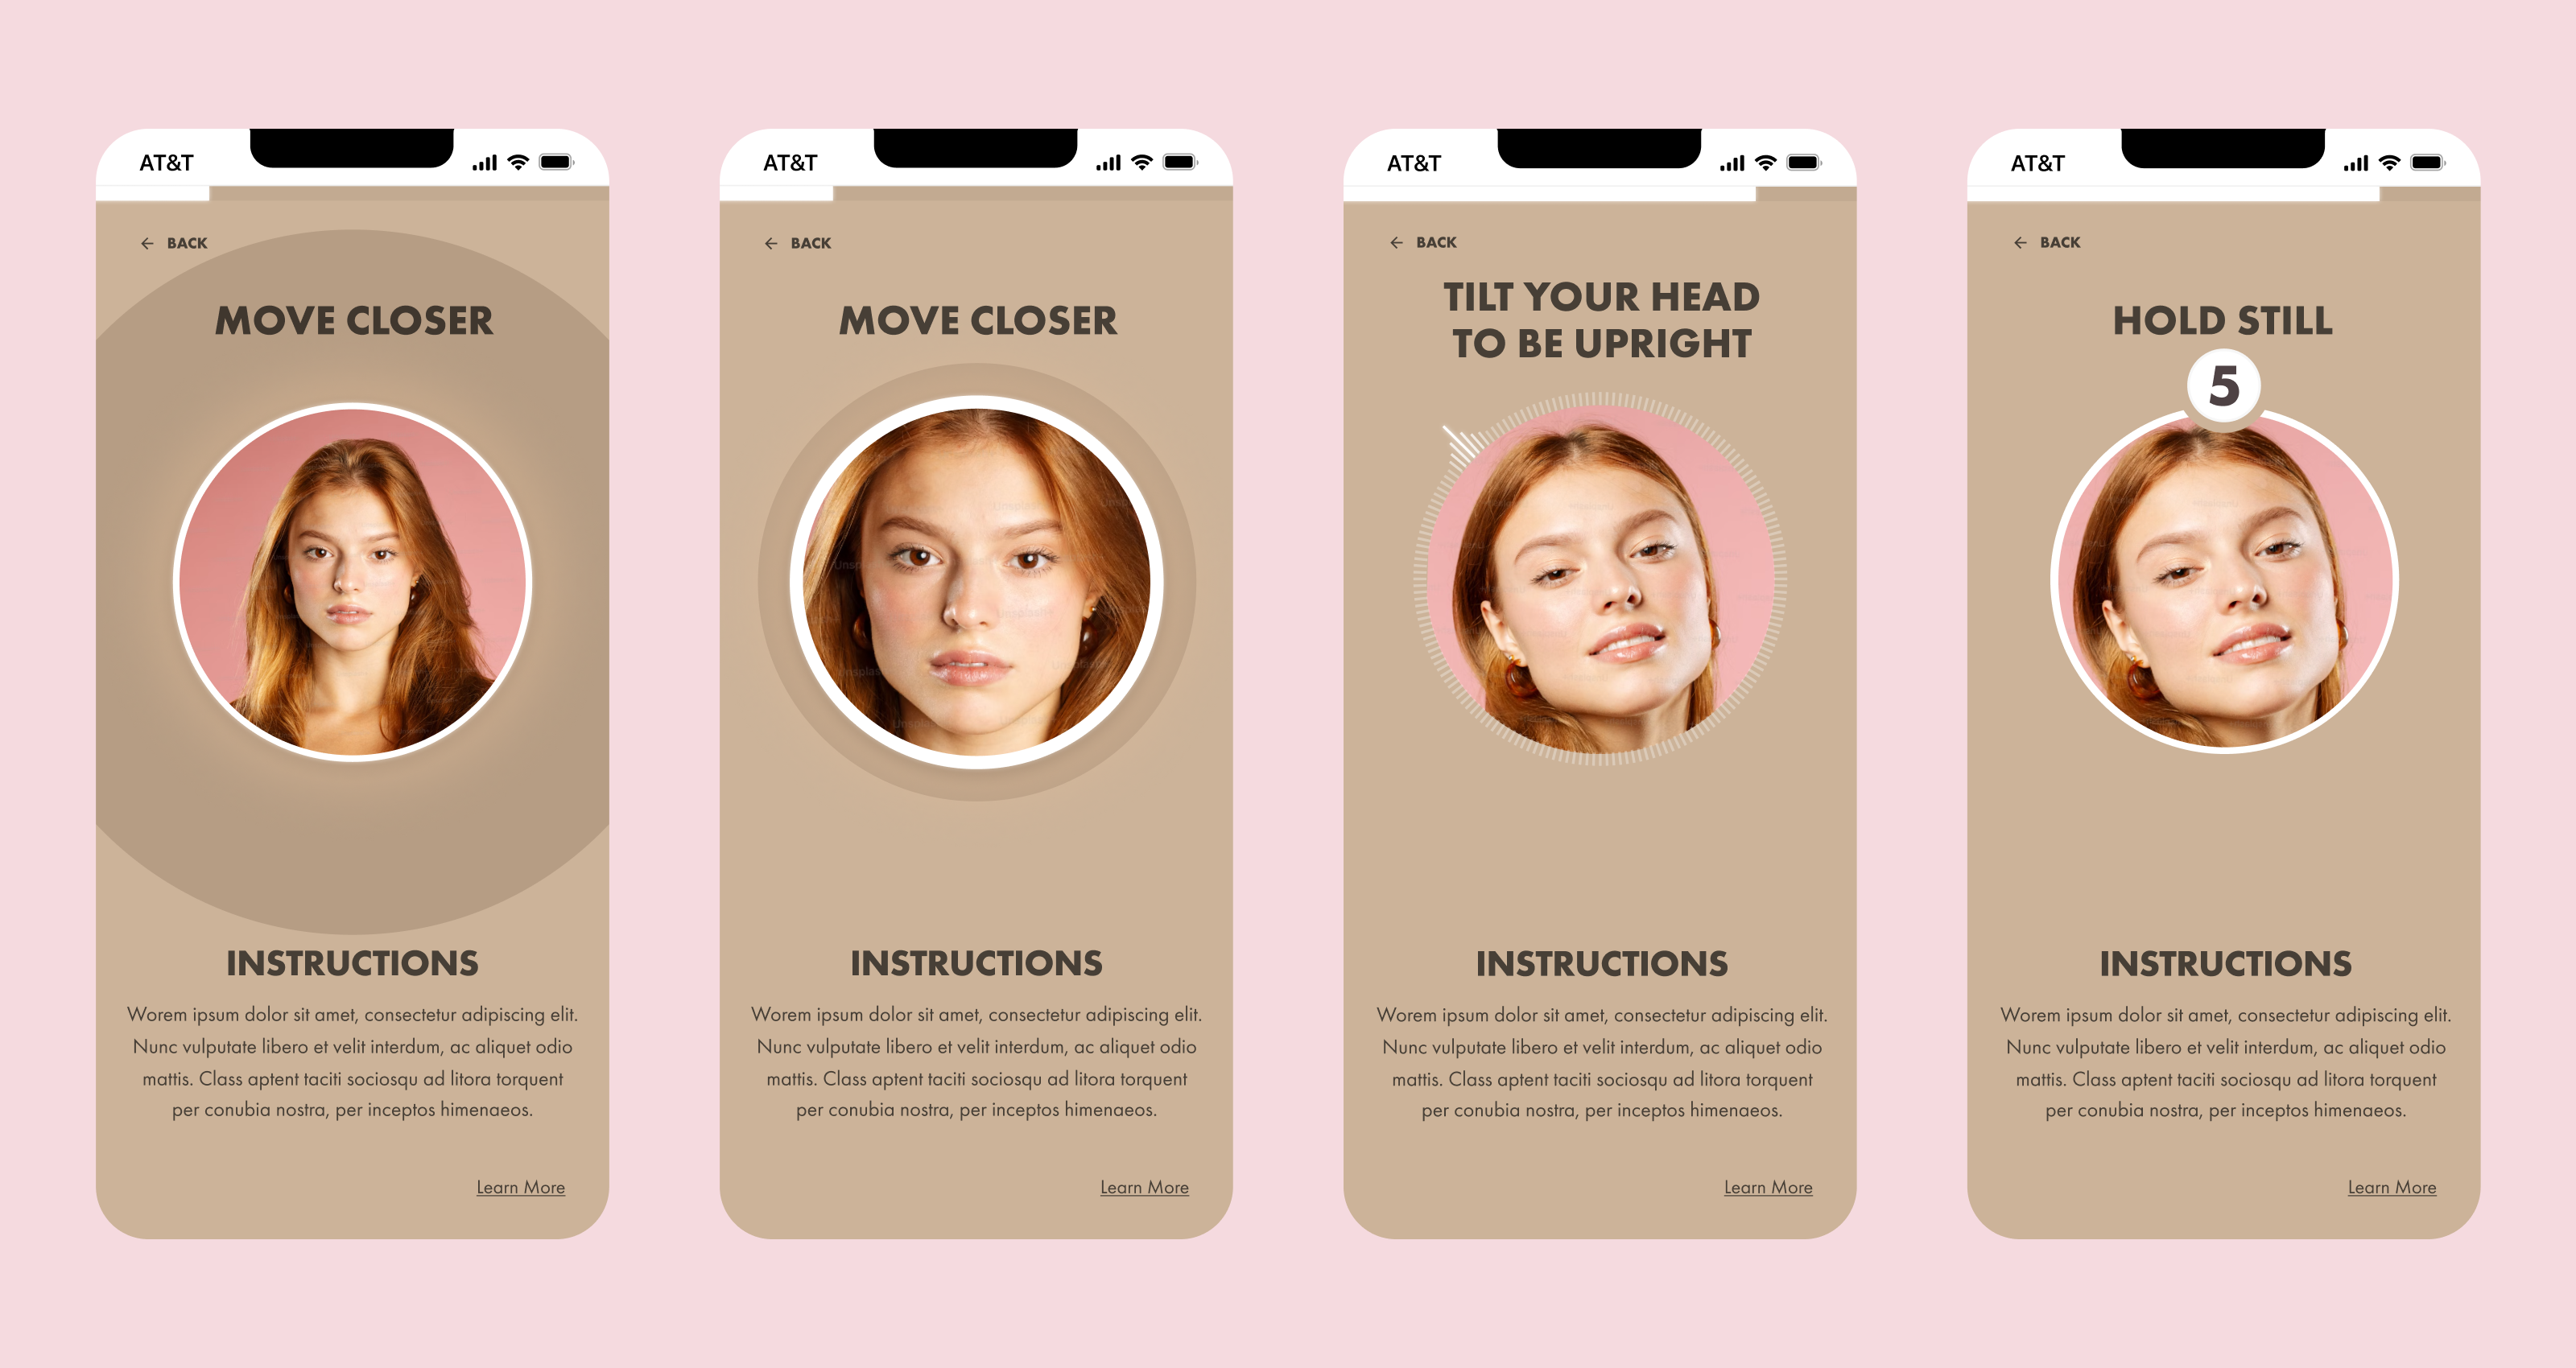 AT&T
BACK
MOVE CLOSER
INSTRUCTIONS
Worem ipsum dolor sit amet, consectetur adipiscing elit.
Nunc vulputate libero et velit interdum, ac aliquet odio
mattis. Class aptent taciti sociosqu ad litora torquent
per conubia nostra, per inceptos himenaeos.
Learn More
AT&T
BACK
MOVE CLOSER
INSTRUCTIONS
Worem ipsum dolor sit amet, consectetur adipiscing elit.
Nunc vulputate libero et velit interdum, ac aliquet odio
mattis. Class aptent taciti sociosqu ad litora torquent
per conubia nostra, per inceptos himenaeos.
Learn More
AT&T
BACK
TILT YOUR HEAD
TO BE UPRIGHT
INSTRUCTIONS
Worem ipsum dolor sit amet, consectetur adipiscing elit.
Nunc vulputate libero et velit interdum, ac aliquet odio
mattis. Class aptent taciti sociosqu ad litora torquent
per conubia nostra, per inceptos himenaeos.
Learn More
AT&T
BACK
HOLD STILL
5
INSTRUCTIONS
Worem ipsum dolor sit amet, consectetur adipiscing elit.
Nunc vulputate libero et velit interdum, ac aliquet odio
mattis. Class aptent taciti sociosqu ad litora torquent
per conubia nostra, per inceptos himenaeos.
Learn More